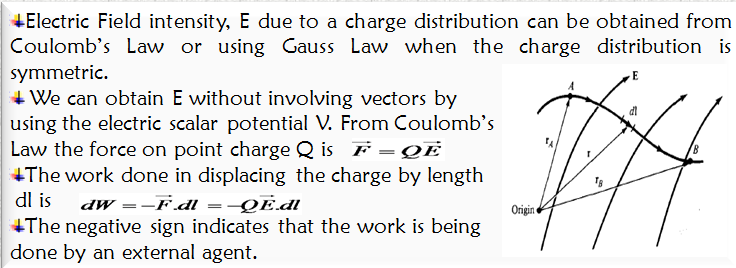 Electric Field intensity, E due to a charge distribution can be obtained from
Coulomb's Law or using Gauss Law when the charge distribution is
symmetric.
We can obtain E without involving vectors by
using the electric scalar potential V. From Coulomb's
Law the force on point charge Q is F⃗ = QE⃗
The work done in displacing the charge by length
dl is dW = −F⃗.dl = −QE⃗.dl
The negative sign indicates that the work is being
done by an external agent.
E
A
dl
r_A
r
B
r_B
Origin